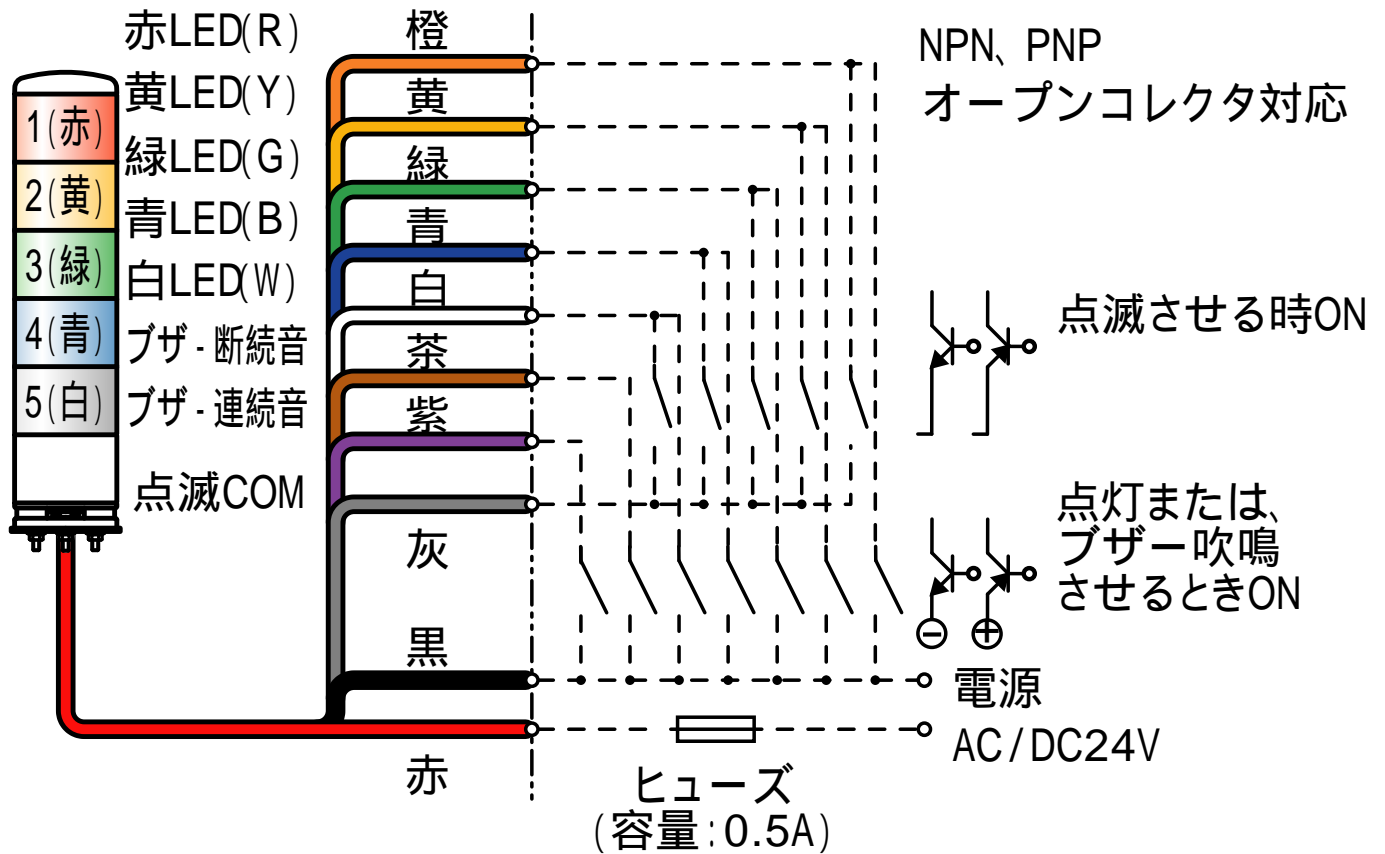 赤LED(R)
橙
黄LED(Y)
黄
緑LED(G)
緑
青LED(B)
青
白LED(W)
白
ブザ-断続音
茶
ブザ-連続音
紫
点滅COM
灰
黒
赤
1(赤)
2(黄)
3(緑)
4(青)
5(白)
NPN、PNP
オープンコレクタ対応
点滅させる時ON
点灯または、
ブザー吹鳴
させるときON
電源
AC/DC24V
ヒューズ
(容量:0.5A)